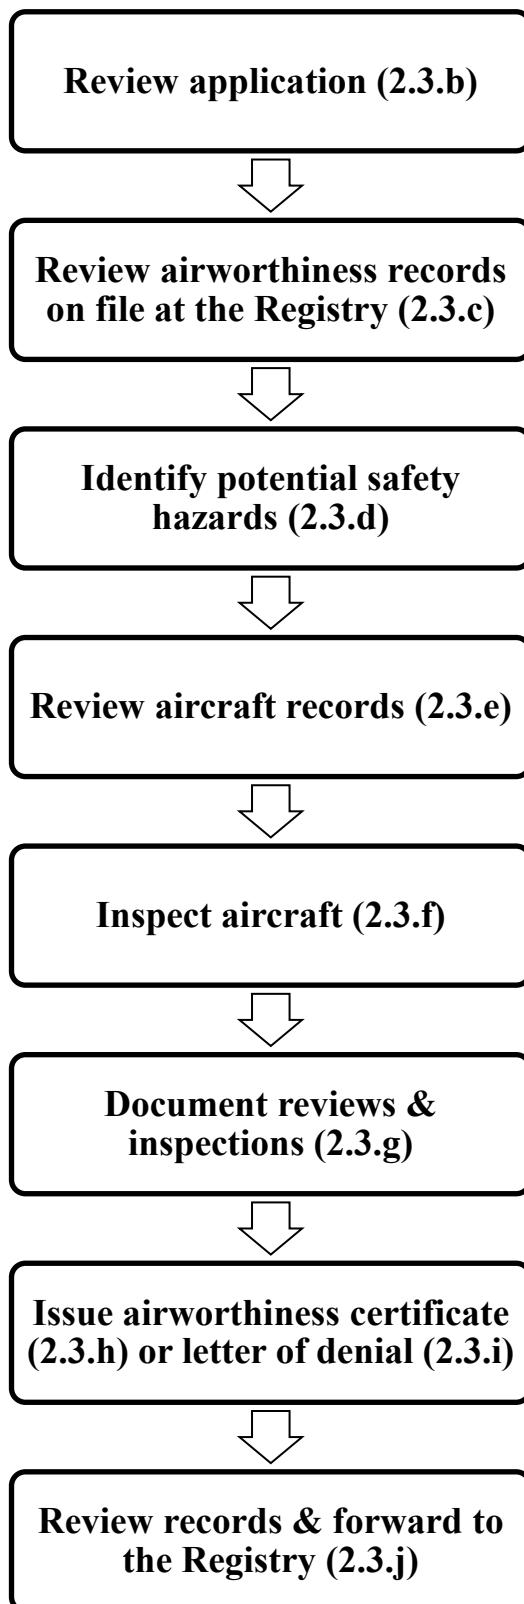 Review application (2.3.b)
Review airworthiness records
on file at the Registry (2.3.c)
Identify potential safety
hazards (2.3.d)
Review aircraft records (2.3.e)
Inspect aircraft (2.3.f)
Document reviews &
inspections (2.3.g)
Issue airworthiness certificate
(2.3.h) or letter of denial (2.3.i)
Review records & forward to
the Registry (2.3.j)